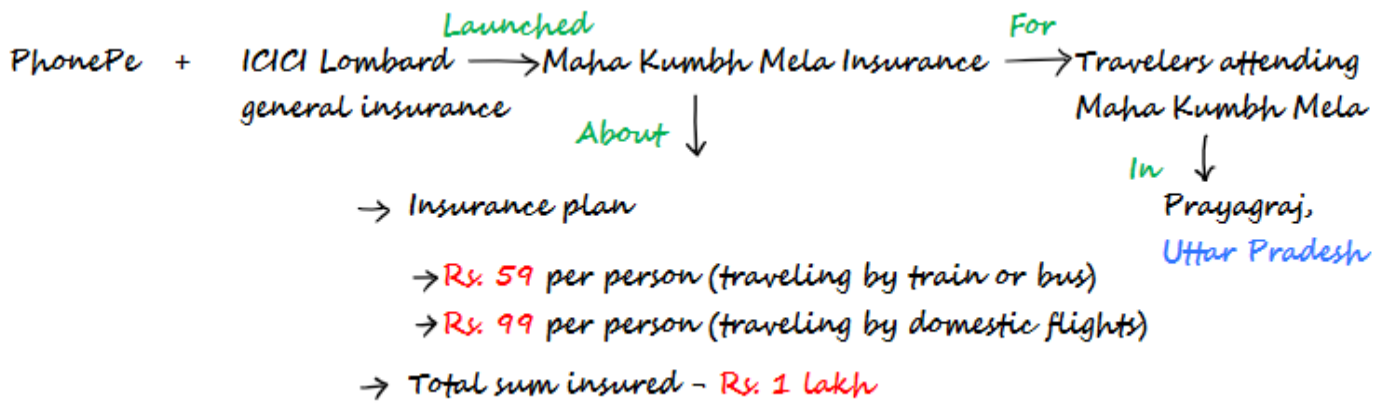 Launched
For
PhonePe + ICICI Lombard → Maha Kumbh Mela Insurance → Travelers attending
general insurance
Maha Kumbh Mela
About ↓
In ↓
→ Insurance plan
Prayagraj,
Uttar Pradesh
→ Rs. 59 per person (traveling by train or bus)
→ Rs. 99 per person (traveling by domestic flights)
→ Total sum insured - Rs. 1 lakh